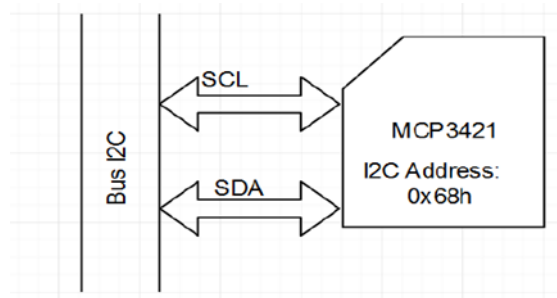 SCL
Bus I2C
SDA
MCP3421
I2C Address:
0x68h